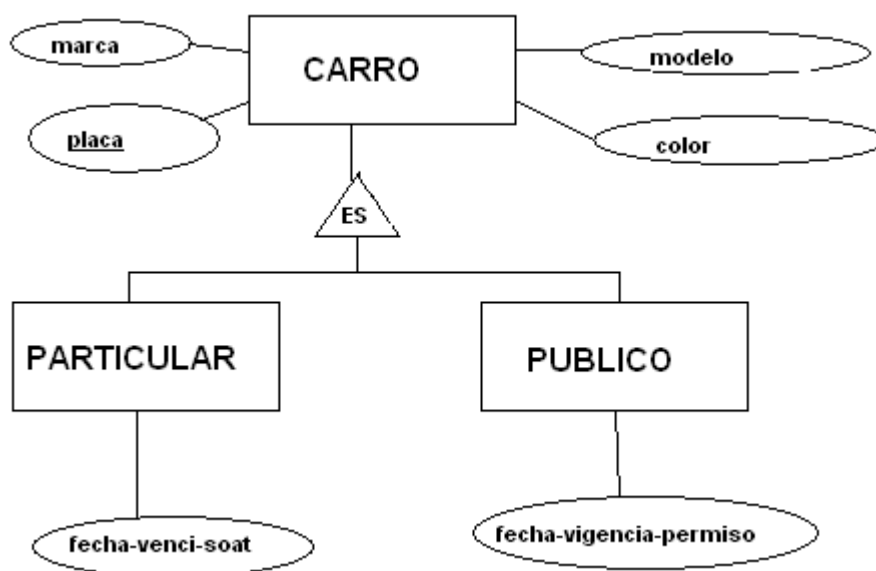 marca
CARRO
modelo
placa
color
ES
PARTICULAR
PUBLICO
fecha-venci-soat
fecha-vigencia-permiso